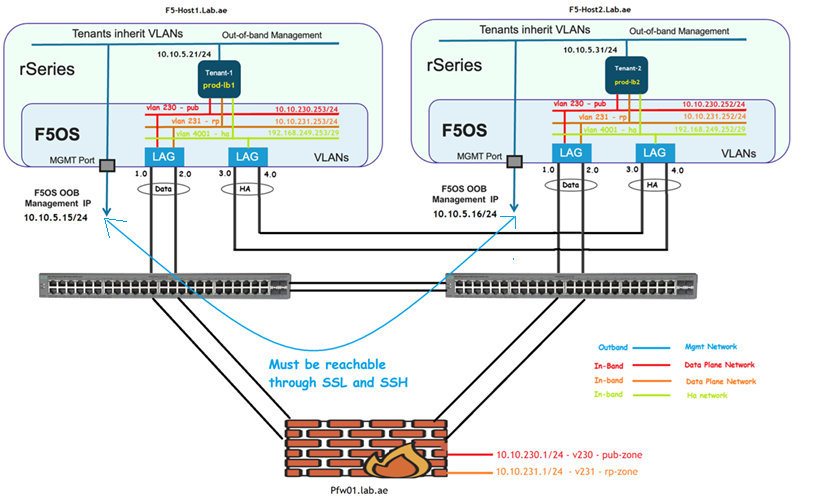 F5-Host1.Lab.ae
F5-Host2.Lab.ae
Tenants inherit VLANs
Out-of-band Management
10.10.5.21/24
rSeries
Tenant-1
prod-lb1
vlan 230 - pub
10.10.230.253/24
vlan 231 - rp
10.10.231.253/24
vlan 4001 - ha
192.168.249.253/29
F5OS
MGMT Port
LAG
LAG
VLANs
1.0
2.0
3.0
4.0
Data
HA
F5OS OOB
Management IP
10.10.5.15/24
Tenants inherit VLANs
Out-of-band Management
10.10.5.31/24
rSeries
Tenant-2
prod-lb2
vlan 230 - pub
10.10.230.252/24
vlan 231 - rp
10.10.231.252/24
vlan 4001 - ha
192.168.249.252/29
F5OS
MGMT Port
LAG
LAG
VLANs
1.0
2.0
3.0
4.0
Data
HA
F5OS OOB
Management IP
10.10.5.16/24
Must be reachable
through SSL and SSH
Outband
Mgmt Network
In-Band
Data Plane Network
In-band
Data Plane Network
In-band
Ha network
10.10.230.1/24 - v230 - pub-zone
10.10.231.1/24 - v231 - rp-zone
Pfw01.lab.ae